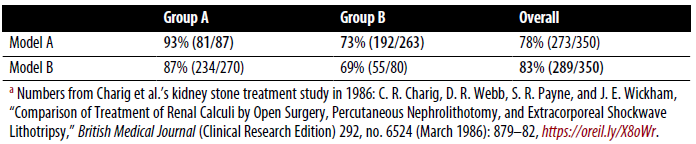 Group A Group B Overall
Model A 93% (81/87) 73% (192/263) 78% (273/350)
Model B 87% (234/270) 69% (55/80) 83% (289/350)
a Numbers from Charig et al.’s kidney stone treatment study in 1986: C. R. Charig, D. R. Webb, S. R. Payne, and J. E. Wickham,
“Comparison of Treatment of Renal Calculi by Open Surgery, Percutaneous Nephrolithotomy, and Extracorporeal Shockwave
Lithotripsy,” British Medical Journal (Clinical Research Edition) 292, no. 6524 (March 1986): 879–82, https://oreil.ly/X8oWr.